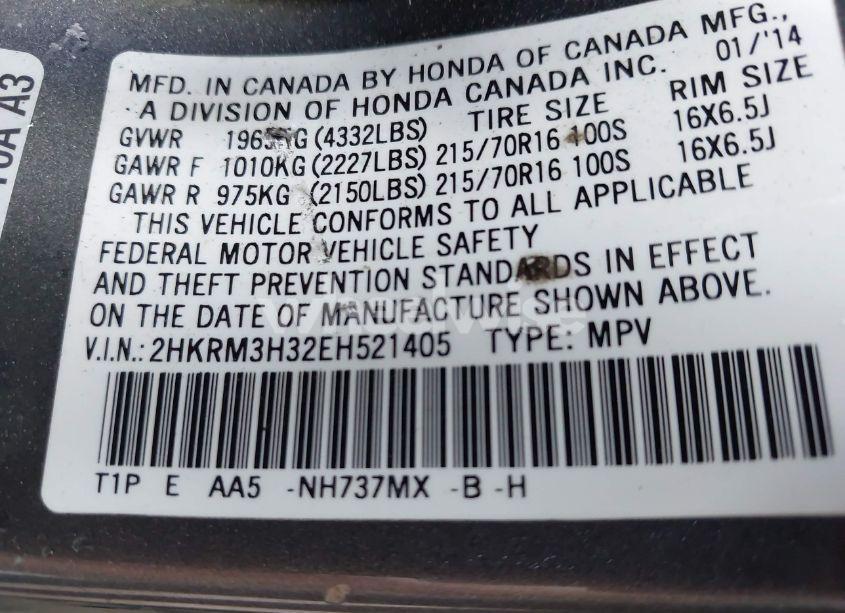 10A A3
MFD. IN CANADA BY HONDA OF CANADA MFG.,
A DIVISION OF HONDA CANADA INC. 01/'14
TIRE SIZE RIM SIZE
GVWR 1965KG (4332LBS)
GAWR F 1010KG (2227LBS) 215/70R16 100S 16X6.5J
GAWR R 975KG (2150LBS) 215/70R16 100S 16X6.5J
THIS VEHICLE CONFORMS TO ALL APPLICABLE
FEDERAL MOTOR VEHICLE SAFETY
AND THEFT PREVENTION STANDARDS IN EFFECT
ON THE DATE OF MANUFACTURE SHOWN ABOVE.
V.I.N.: 2HKRM3H32EH521405 TYPE: MPV
T1P E AA5 -NH737MX -B -H